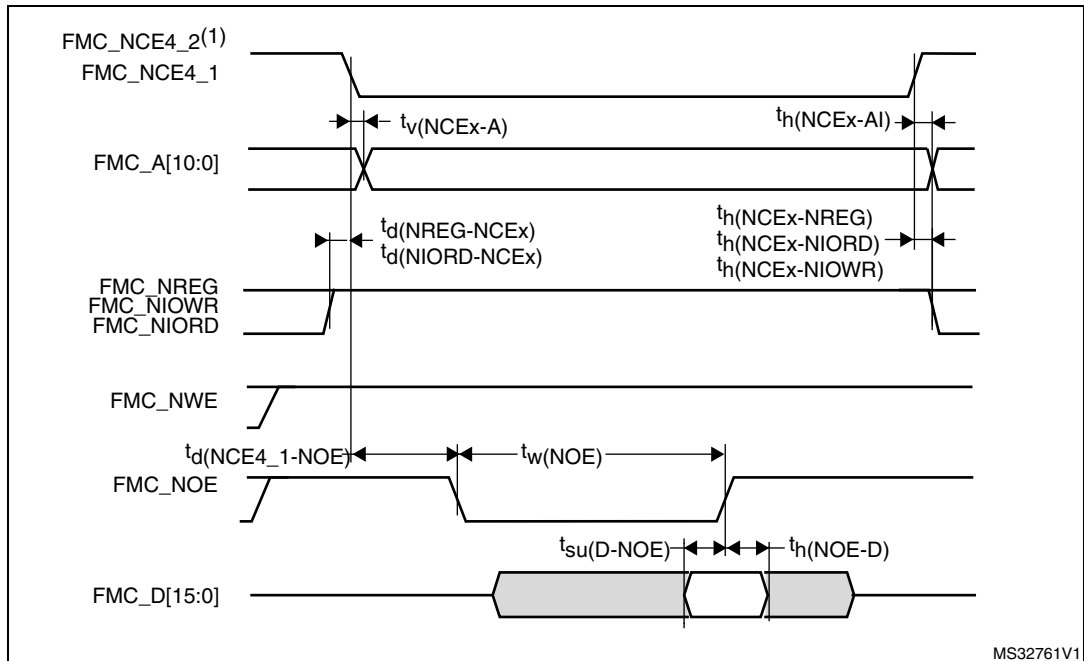 FMC_NCE4_2(1)
FMC_NCE4_1
tv(NCEx-A)
th(NCEx-AI)
FMC_A[10:0]
td(NREG-NCEx)
td(NIORD-NCEx)
th(NCEx-NREG)
th(NCEx-NIORD)
th(NCEx-NIOWR)
FMC_NREG
FMC_NIOWR
FMC_NIORD
FMC_NWE
td(NCE4_1-NOE)
tw(NOE)
FMC_NOE
tsu(D-NOE)
th(NOE-D)
FMC_D[15:0]
MS32761V1